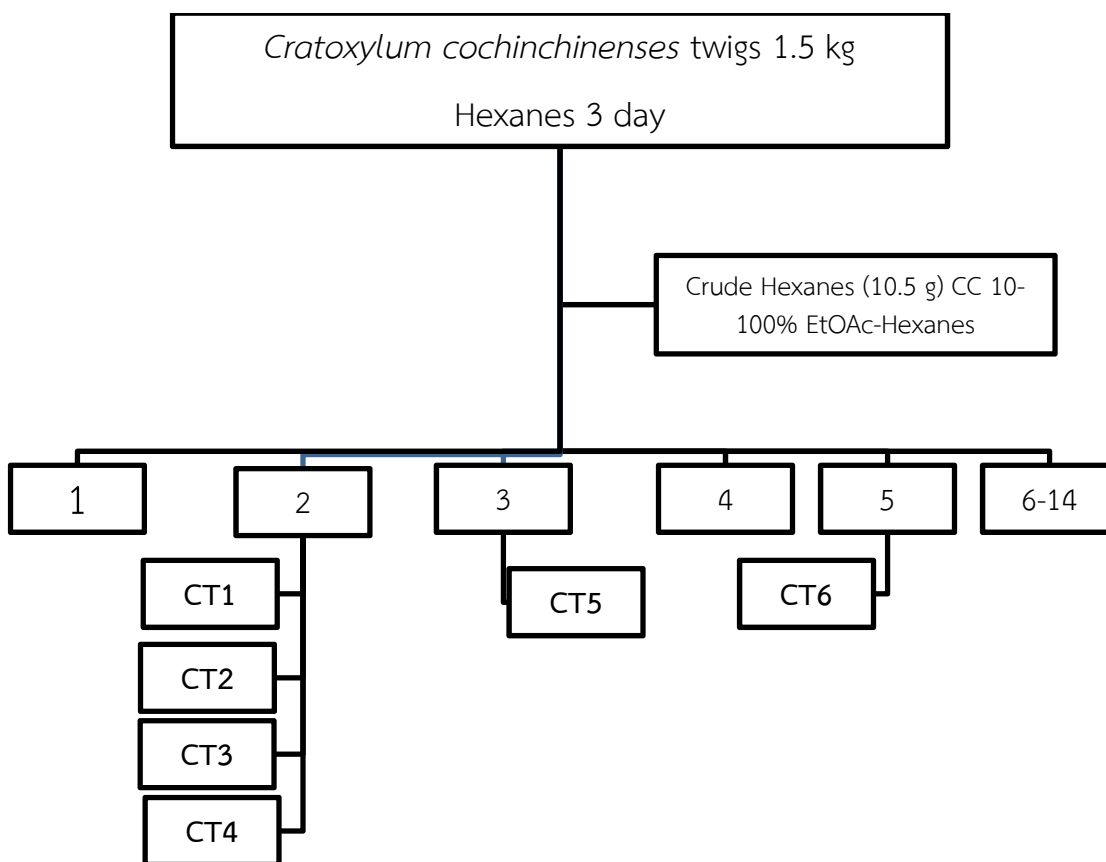 Cratoxylum cochinchinenses twigs 1.5 kg
Hexanes 3 day
Crude Hexanes (10.5 g) CC 10-
100% EtOAc-Hexanes
1
2
3
4
5
6-14
CT1
CT5
CT6
CT2
CT3
CT4